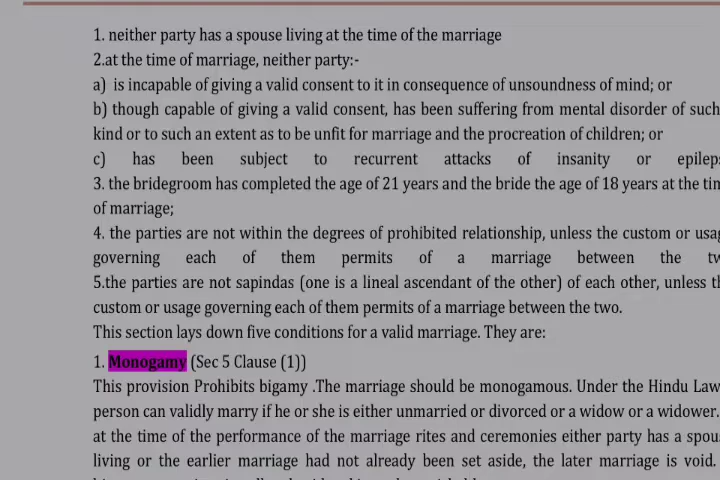 1. neither party has a spouse living at the time of the marriage
2.at the time of marriage, neither party:-
a) is incapable of giving a valid consent to it in consequence of unsoundness of mind; or
b) though capable of giving a valid consent, has been suffering from mental disorder of such
kind or to such an extent as to be unfit for marriage and the procreation of children; or
c) has been subject to recurrent attacks of insanity or
3. the bridegroom has completed the age of 21 years and the bride the age of 18 years at the
of marriage;
4. the parties are not within the degrees of prohibited relationship, unless the custom or
governing each of them permits of a marriage between the
5.the parties are not sapindas (one is a lineal ascendant of the other) of each other, unless
custom or usage governing each of them permits of a marriage between the two.
This section lays down five conditions for a valid marriage. They are:
1. Monogamy (Sec 5 Clause (1))
This provision Prohibits bigamy .The marriage should be monogamous. Under the Hindu Law
person can validly marry if he or she is either unmarried or divorced or a widow or a widower.
at the time of the performance of the marriage rites and ceremonies either party has a
living or the earlier marriage had not already been set aside, the later marriage is void.